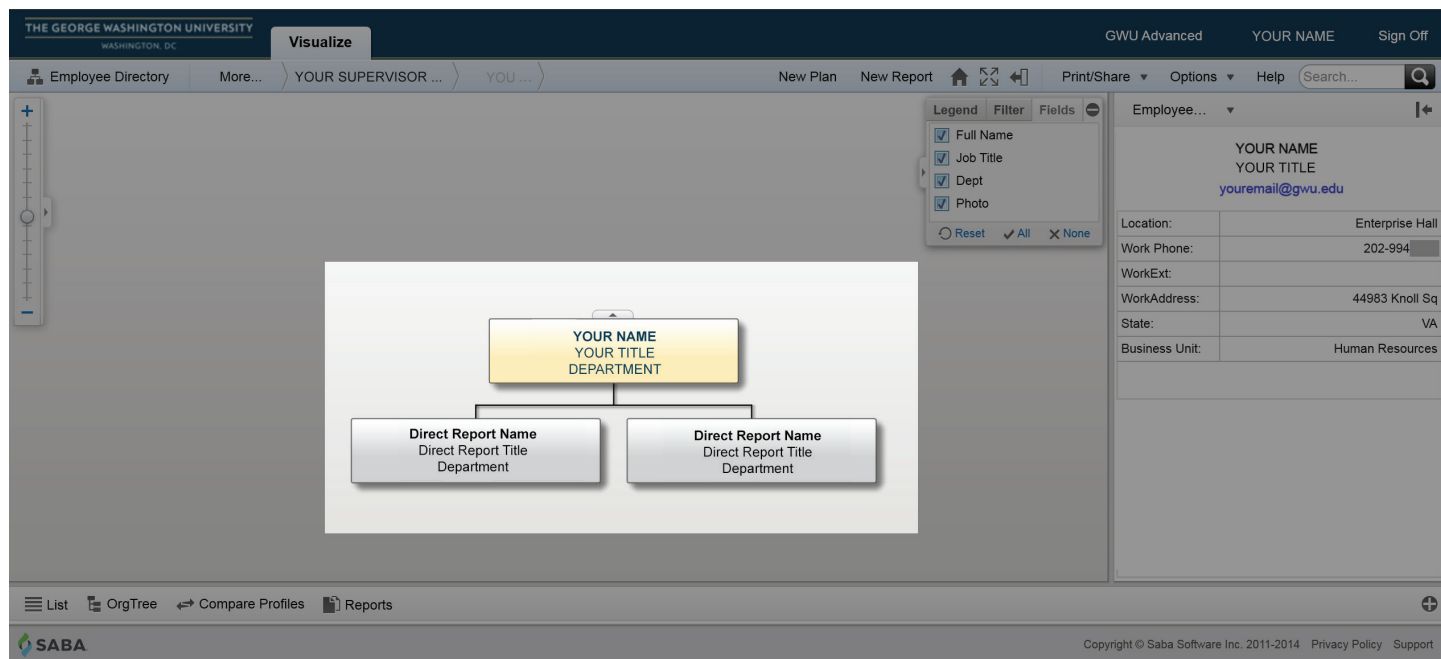 THE GEORGE WASHINGTON UNIVERSITY
WASHINGTON, DC
Visualize
GWU Advanced YOUR NAME Sign Off
Employee Directory More... YOUR SUPERVISOR ... YOU ... New Plan New Report Print/Share Options Help Search...
Legend Filter Fields
Full Name
Job Title
Dept
Photo
Reset All None
Employee...
YOUR NAME
YOUR TITLE
youremail@gwu.edu
Location: Enterprise Hall
Work Phone: 202-994
WorkExt:
WorkAddress: 44983 Knoll Sq
State: VA
Business Unit: Human Resources
YOUR NAME
YOUR TITLE
DEPARTMENT
Direct Report Name
Direct Report Title
Department
Direct Report Name
Direct Report Title
Department
List OrgTree Compare Profiles Reports
SABA Copyright © Saba Software Inc. 2011-2014 Privacy Policy Support